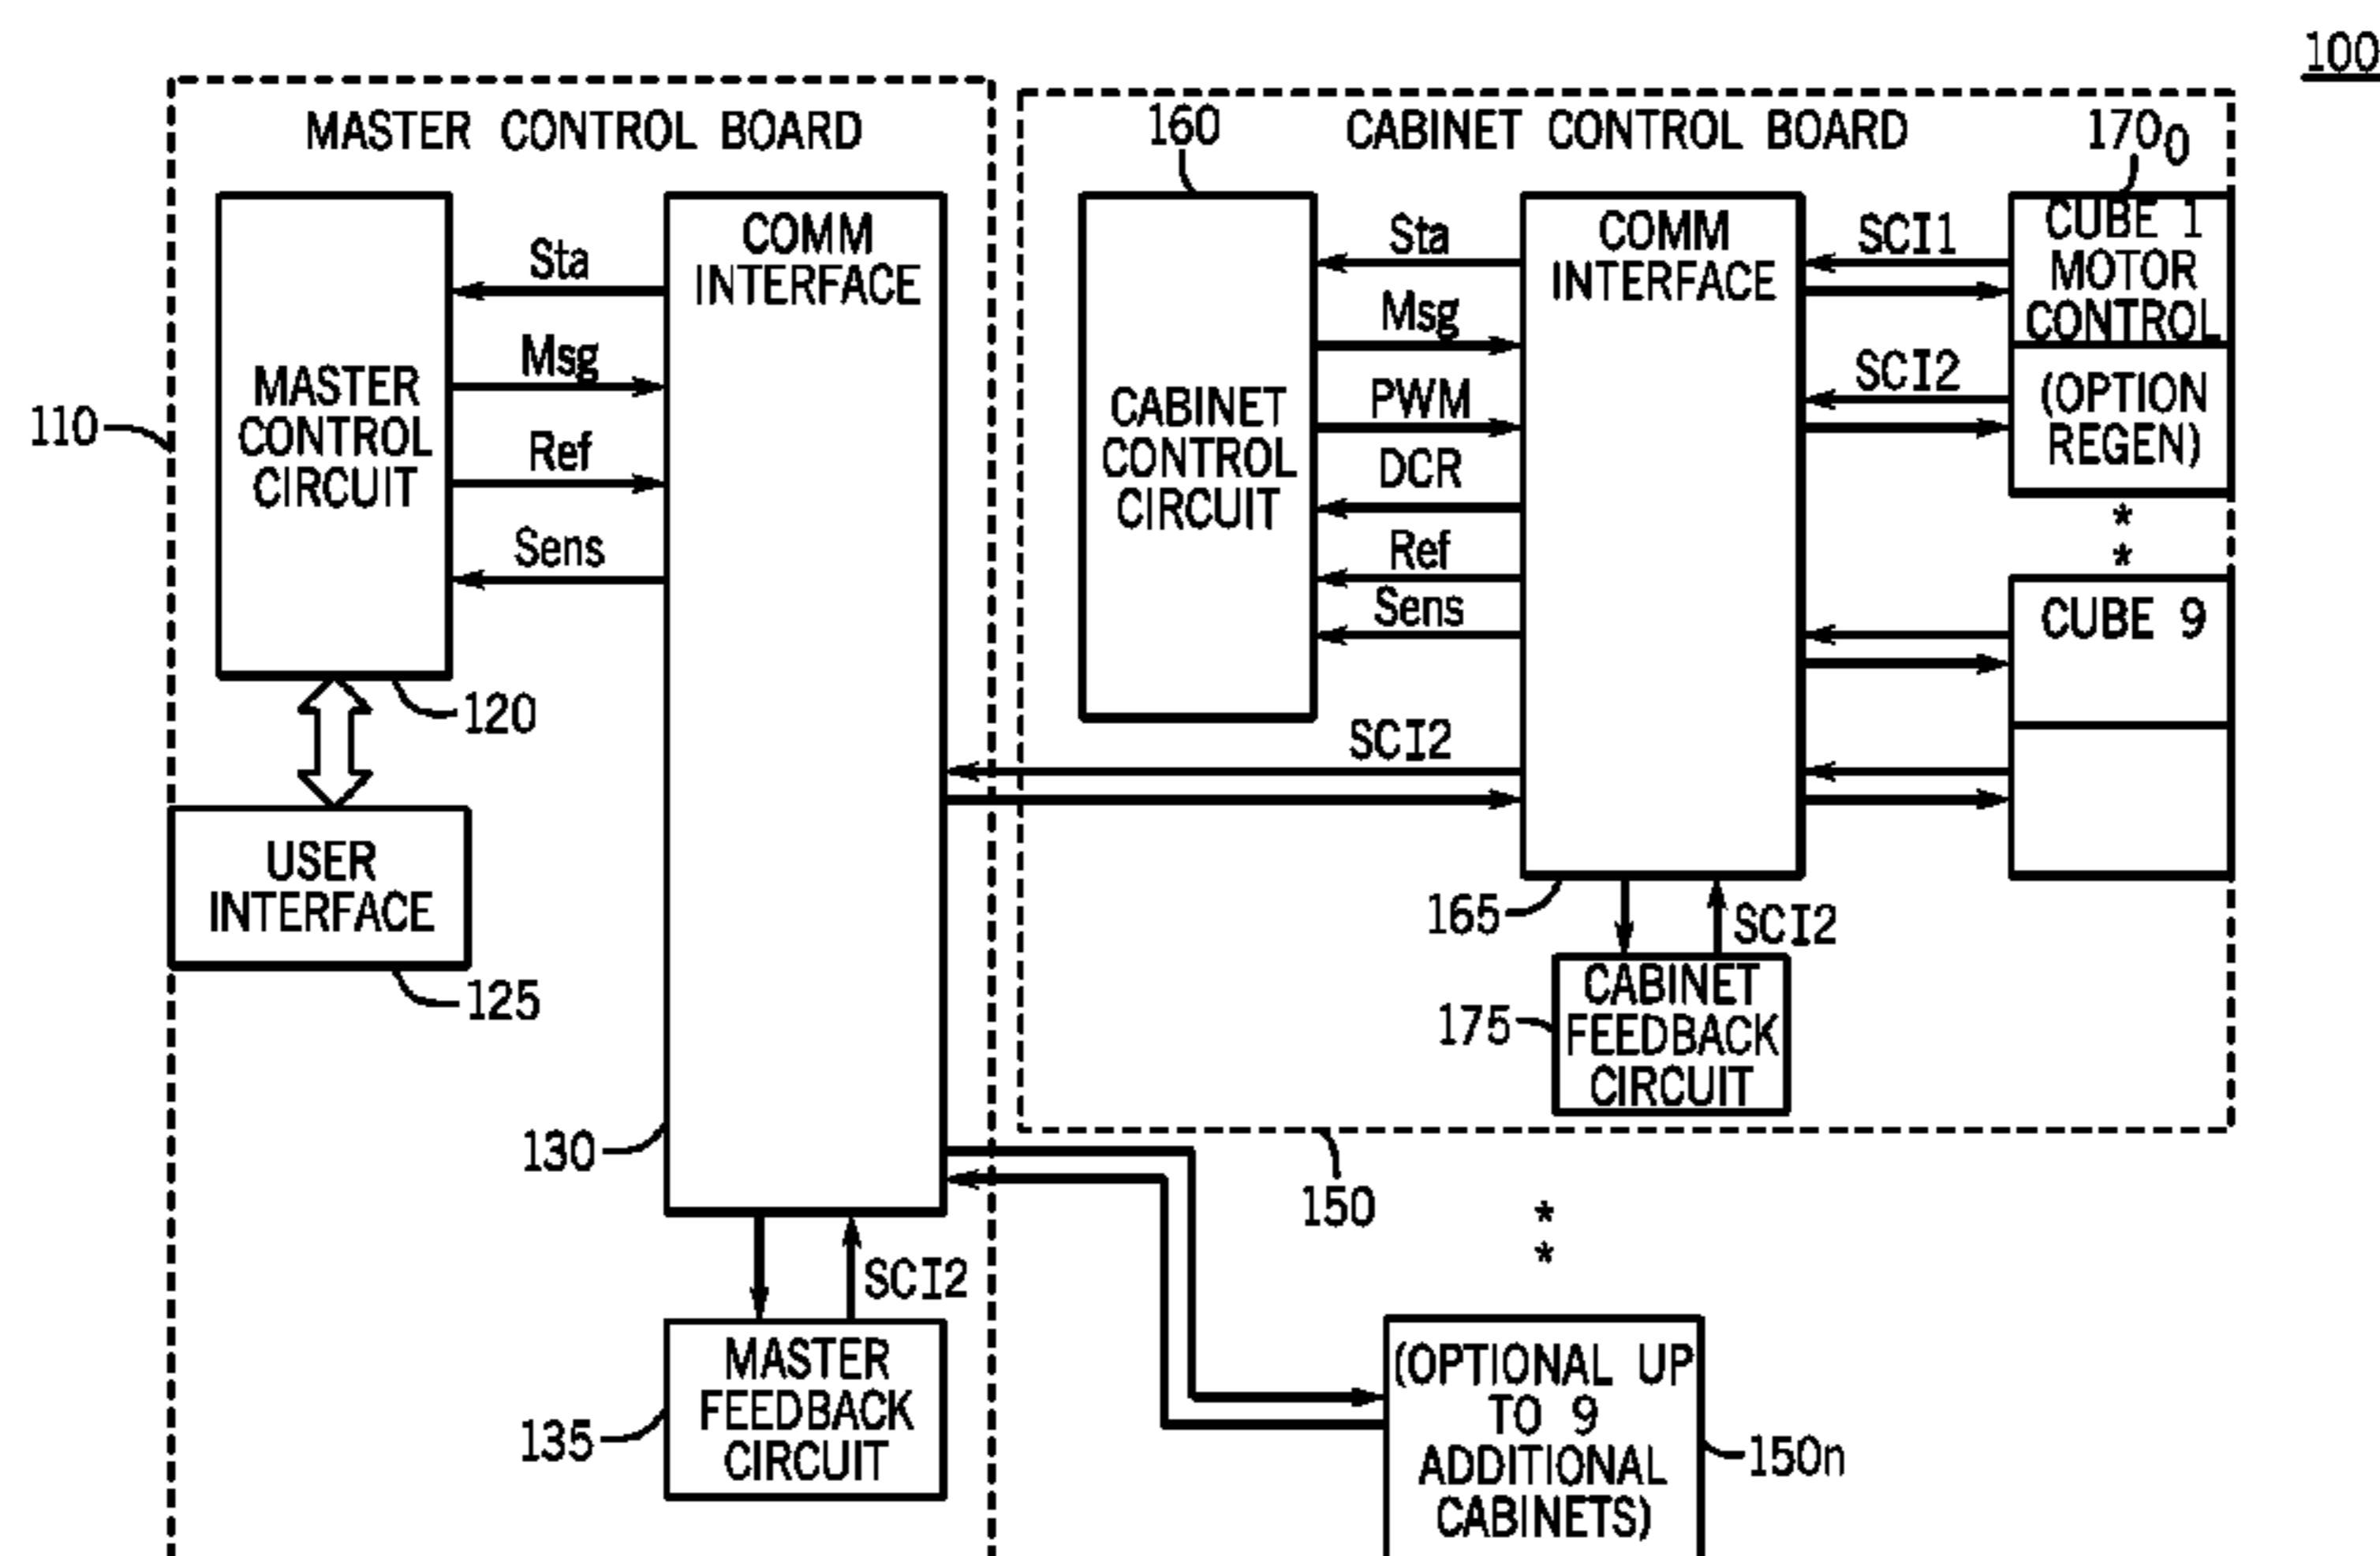 100
MASTER CONTROL BOARD
110
MASTER
CONTROL
CIRCUIT
Sta
Msg
Ref
Sens
COMM
INTERFACE
120
USER
INTERFACE
125
130
SCI2
MASTER
FEEDBACK
CIRCUIT
135
CABINET CONTROL BOARD
160
CABINET
CONTROL
CIRCUIT
Sta
Msg
PWM
DCR
Ref
Sens
SCI2
COMM
INTERFACE
SCI1
SCI2
170₀
CUBE 1
MOTOR
CONTROL
(OPTION
REGEN)
*
*
CUBE 9
165
SCI2
CABINET
FEEDBACK
CIRCUIT
175
150
*
*
(OPTIONAL UP
TO 9
ADDITIONAL
CABINETS)
150n